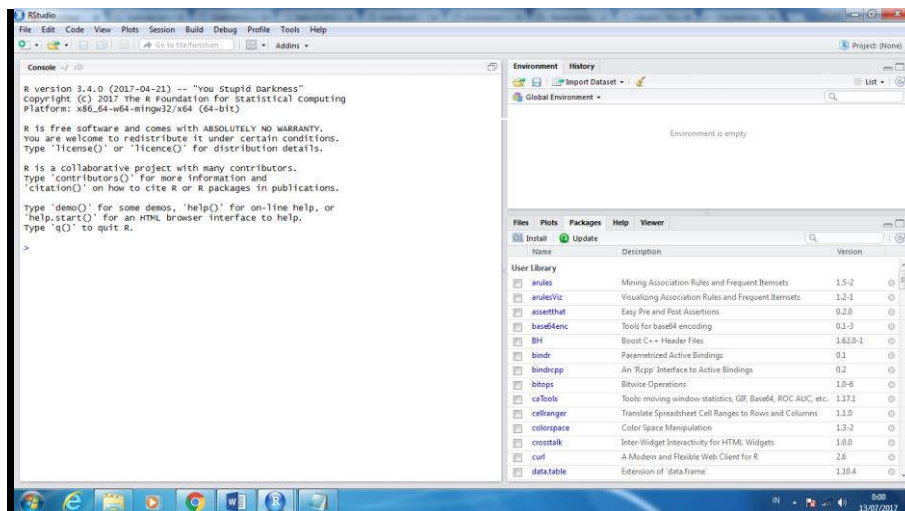 RStudio
File Edit Code View Plots Session Build Debug Profile Tools Help
Go to file/function Addins Project: (None)
Console ~/
R version 3.4.0 (2017-04-21) -- "You Stupid Darkness"
Copyright (C) 2017 The R Foundation for Statistical Computing
Platform: x86_64-w64-mingw32/x64 (64-bit)
R is free software and comes with ABSOLUTELY NO WARRANTY.
You are welcome to redistribute it under certain conditions.
Type 'license()' or 'licence()' for distribution details.
R is a collaborative project with many contributors.
Type 'contributors()' for more information and
'citation()' on how to cite R or R packages in publications.
Type 'demo()' for some demos, 'help()' for on-line help, or
'help.start()' for an HTML browser interface to help.
Type 'q()' to quit R.
>
Environment History
Import Dataset List
Global Environment
Environment is empty
Files Plots Packages Help Viewer
Install Update
Name Description Version
User Library
arules Mining Association Rules and Frequent Itemsets 1.5-2
arulesViz Visualizing Association Rules and Frequent Itemsets 1.2-1
assertthat Easy Pre and Post Assertions 0.2.0
base64enc Tools for base64 encoding 0.1-3
BH Boost C++ Header Files 1.62.0-1
bindr Parametrized Active Bindings 0.1
bindrcpp An 'Rcpp' Interface to Active Bindings 0.2
bitops Bitwise Operations 1.0-6
caTools Tools: moving window statistics, GIF, Base64, ROC AUC, etc. 1.17.1
cellranger Translate Spreadsheet Cell Ranges to Rows and Columns 1.1.0
colorspace Color Space Manipulation 1.3-2
crosstalk Inter-Widget Interactivity for HTML Widgets 1.0.0
curl A Modern and Flexible Web Client for R 2.6
data.table Extension of `data.frame` 1.10.4
IN 0:00
13/07/2017